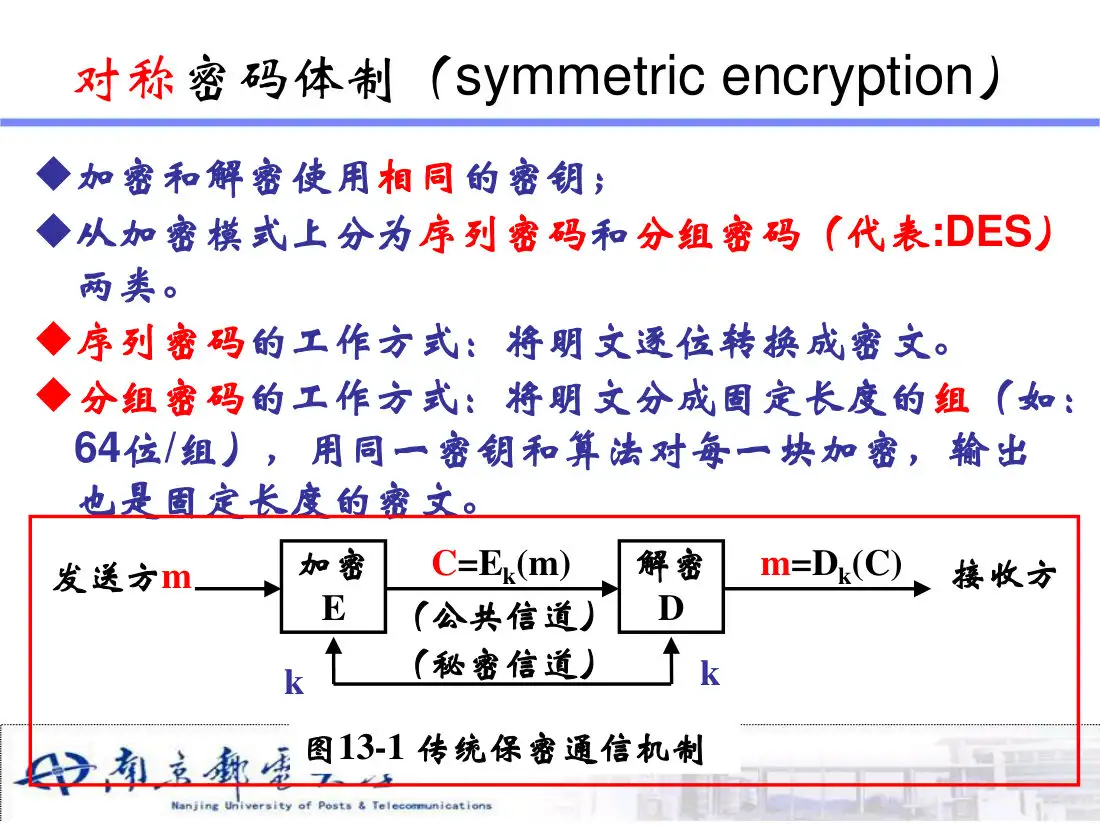 对称密码体制（symmetric encryption）
◆加密和解密使用相同的密钥；
◆从加密模式上分为序列密码和分组密码（代表:DES）
两类。
◆序列密码的工作方式：将明文逐位转换成密文。
◆分组密码的工作方式：将明文分成固定长度的组（如：
64位/组），用同一密钥和算法对每一块加密，输出
也是固定长度的密文。
发送方m
加密
E
C=Ek(m)
（公共信道）
（秘密信道）
解密
D
m=Dk(C)
接收方
k
k
图13-1 传统保密通信机制
南京邮电
Nanjing University of Posts & Telecommunications